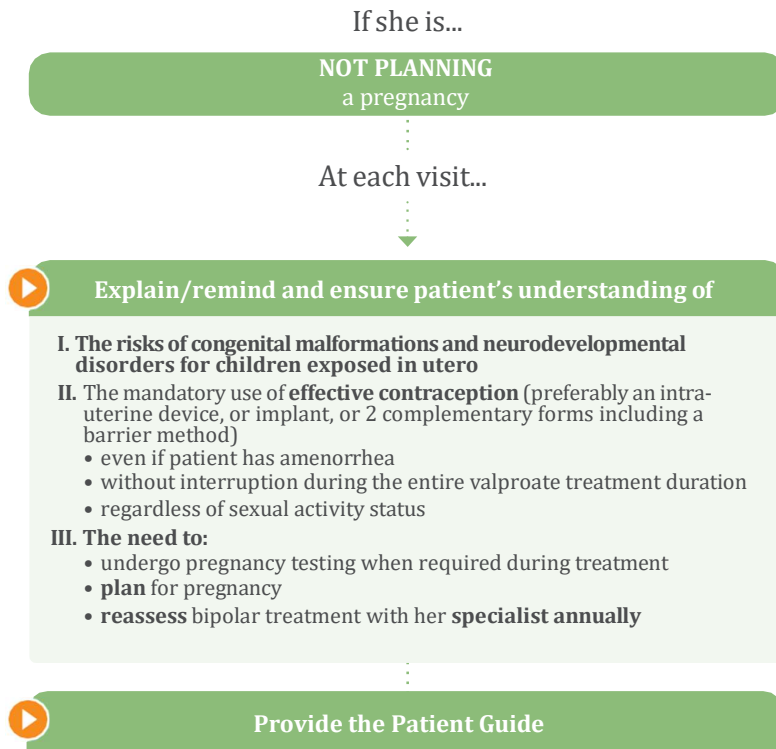 If she is...
NOT PLANNING
a pregnancy
At each visit...
Explain/remind and ensure patient's understanding of
I. The risks of congenital malformations and neurodevelopmental
disorders for children exposed in utero
II. The mandatory use of effective contraception (preferably an intra-
uterine device, or implant, or 2 complementary forms including a
barrier method)
• even if patient has amenorrhea
• without interruption during the entire valproate treatment duration
• regardless of sexual activity status
III. The need to:
• undergo pregnancy testing when required during treatment
• plan for pregnancy
• reassess bipolar treatment with her specialist annually
Provide the Patient Guide